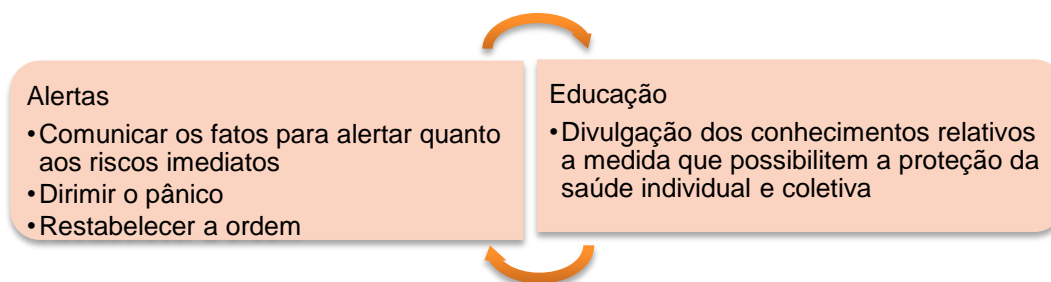 Alertas
•Comunicar os fatos para alertar quanto
aos riscos imediatos
•Dirimir o pânico
•Restabelecer a ordem
Educação
•Divulgação dos conhecimentos relativos
a medida que possibilitem a proteção da
saúde individual e coletiva